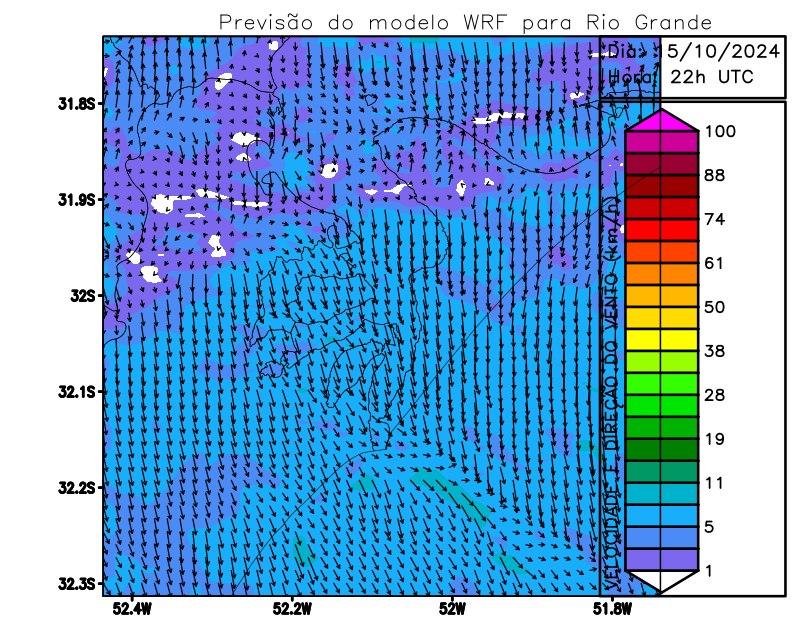 Previsão do modelo WRF para Rio Grande
Dia: 15/10/2024
Hora: 22h UTC
31.8S
31.9S
32S
32.1S
32.2S
32.3S
52.4W
52.2W
52W
51.8W
VELOCIDADE E DIREÇÃO DO VENTO (km/h)
100
88
74
61
50
38
28
19
11
5
1